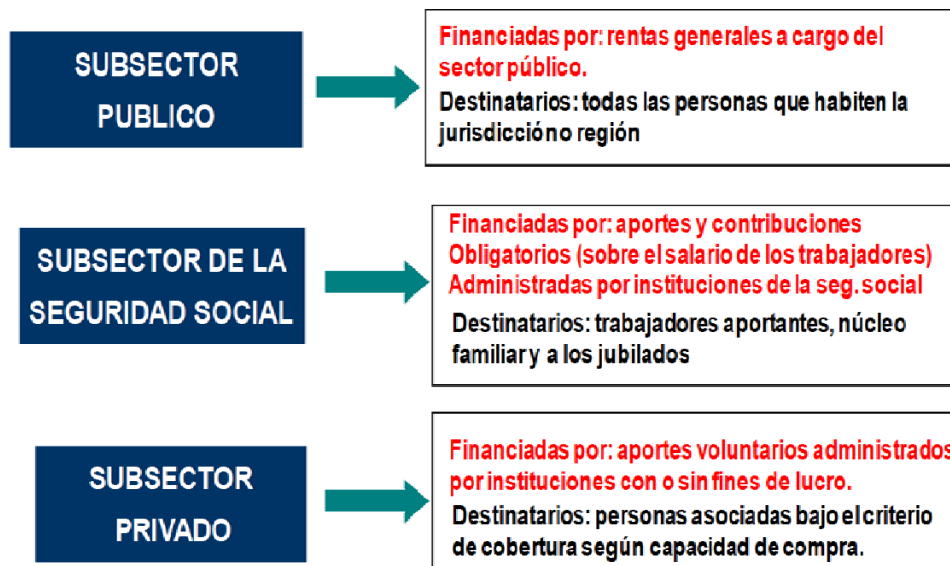 SUBSECTOR
PUBLICO
Financiadas por: rentas generales a cargo del
sector público.
Destinatarios: todas las personas que habiten la
jurisdicción o región
SUBSECTOR DE LA
SEGURIDAD SOCIAL
Financiadas por: aportes y contribuciones
Obligatorios (sobre el salario de los trabajadores)
Administradas por instituciones de la seg. social
Destinatarios: trabajadores aportantes, núcleo
familiar y a los jubilados
SUBSECTOR
PRIVADO
Financiadas por: aportes voluntarios administrados
por instituciones con o sin fines de lucro.
Destinatarios: personas asociadas bajo el criterio
de cobertura según capacidad de compra.